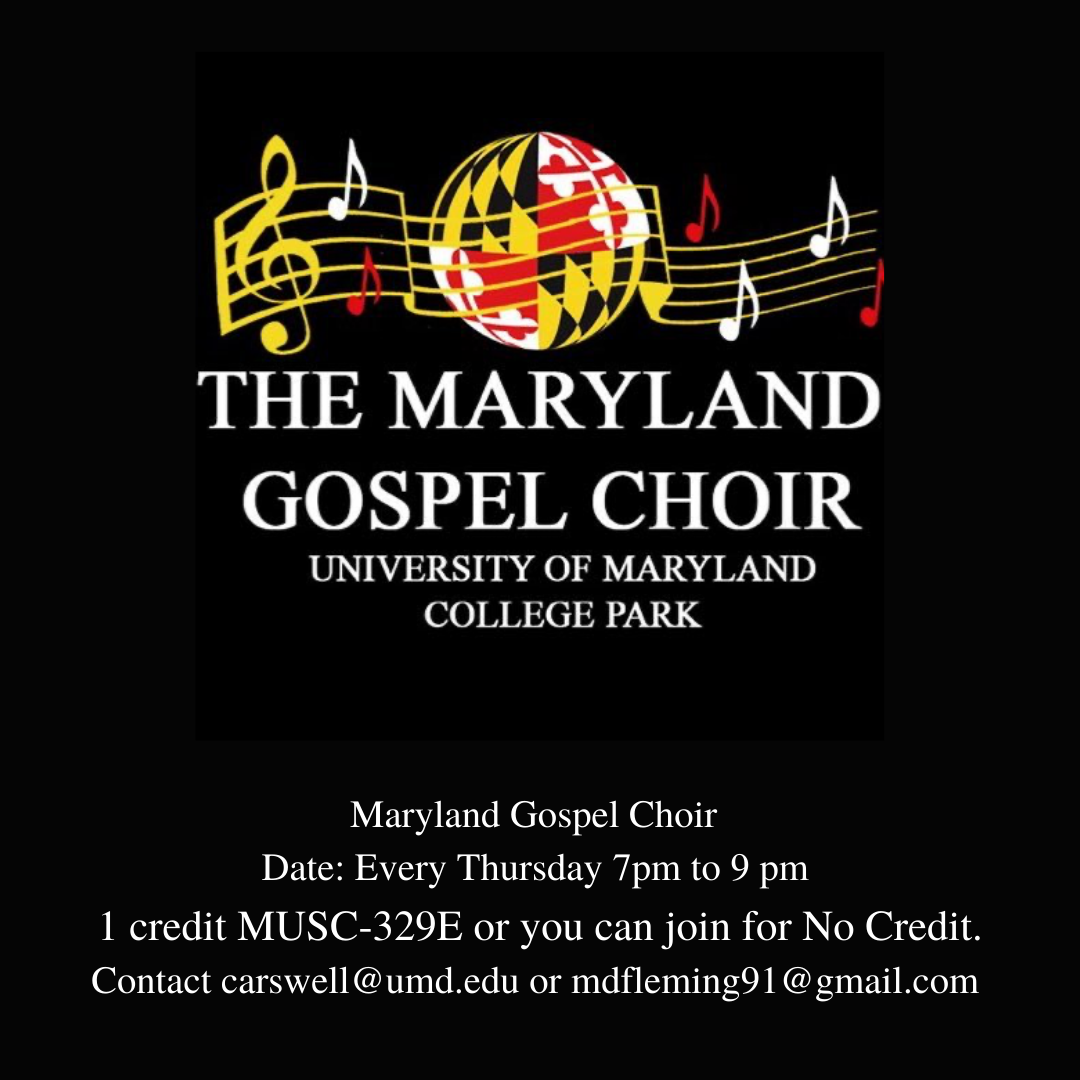 THE MARYLAND
GOSPEL CHOIR
UNIVERSITY OF MARYLAND
COLLEGE PARK
Maryland Gospel Choir
Date: Every Thursday 7pm to 9 pm
1 credit MUSC-329E or you can join for No Credit.
Contact carswell@umd.edu or mdfleming91@gmail.com